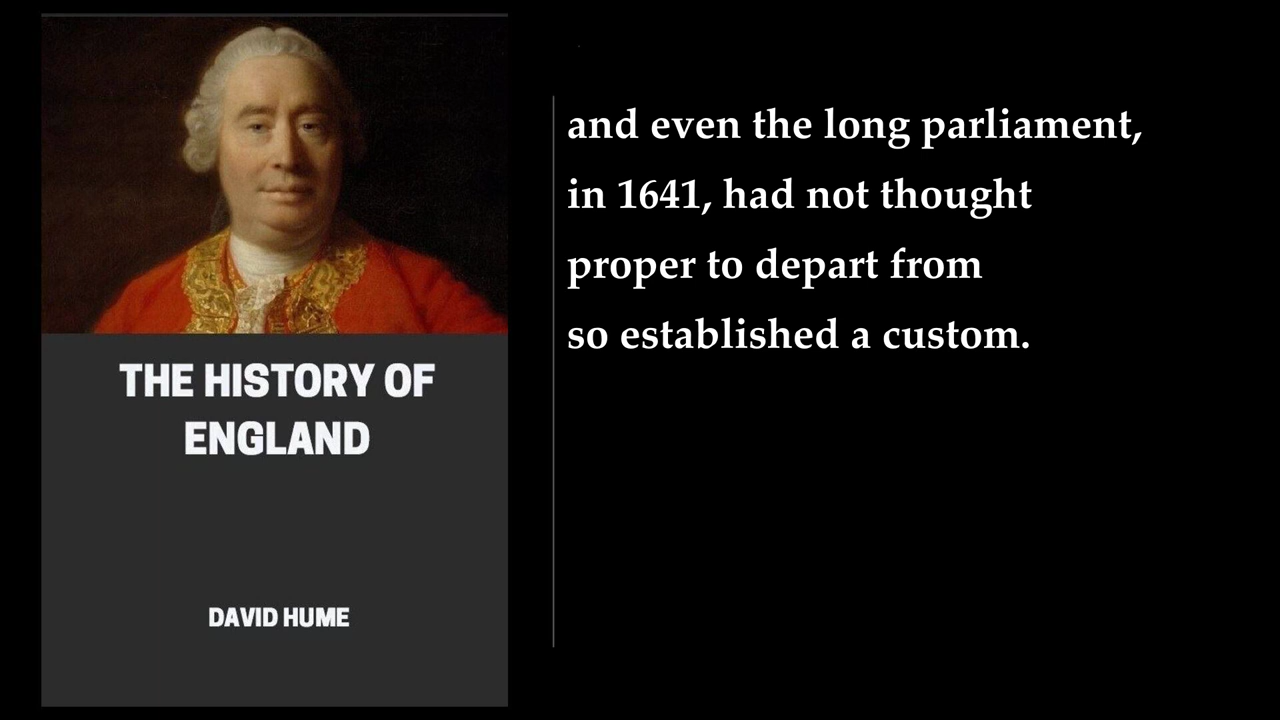 THE HISTORY OF
ENGLAND
DAVID HUME
and even the long parliament,
in 1641, had not thought
proper to depart from
so established a custom.